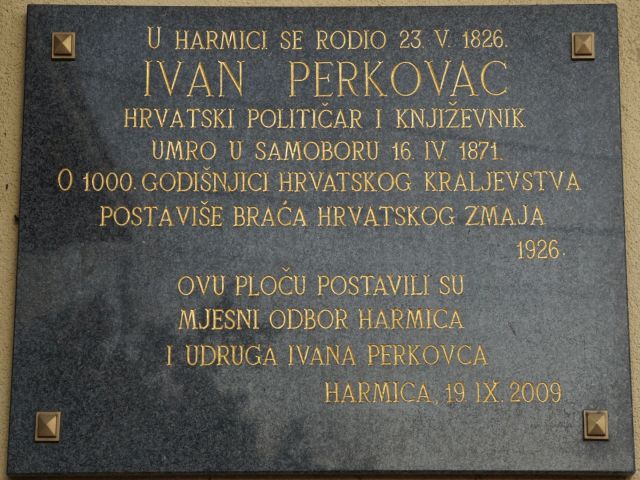 U HARMICI SE RODIO 23. V. 1826.
IVAN PERKOVAC
HRVATSKI POLITIČAR I KNJIŽEVNIK
UMRO U SAMOBORU 16. IV. 1871.
O 1000. GODIŠNJICI HRVATSKOG KRALJEVSTVA
POSTAVIŠE BRAĆA HRVATSKOG ZMAJA
1926.
OVU PLOČU POSTAVILI SU
MJESNI ODBOR HARMICA
I UDRUGA IVANA PERKOVCA
HARMICA, 19. IX. 2009